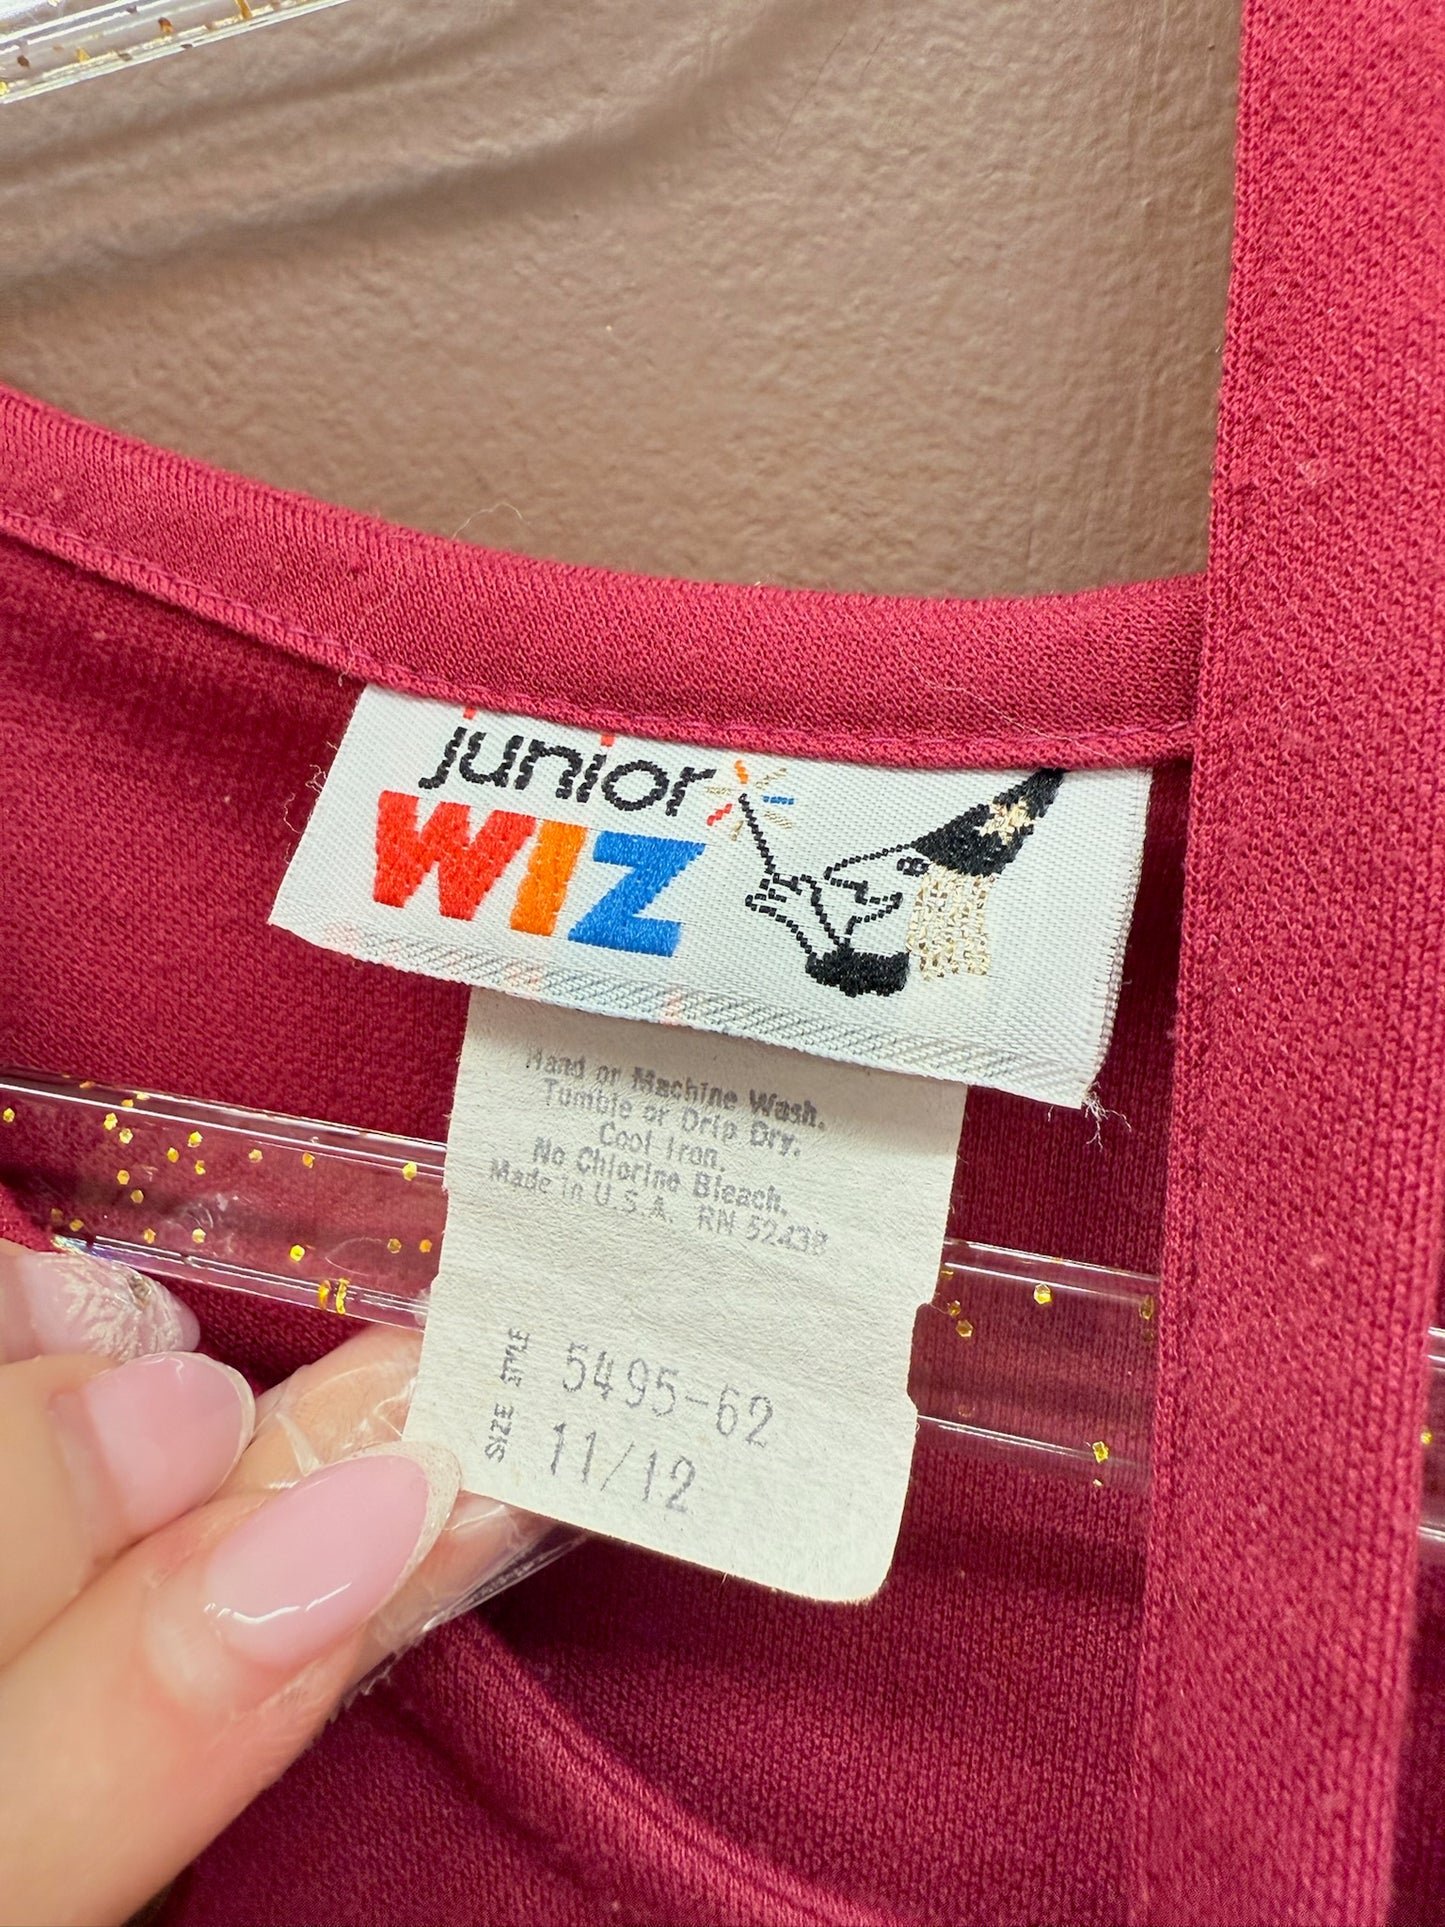 junior
WIZ
Hand or Machine Wash.
Tumble or Drip Dry.
Cool Iron.
No Chlorine Bleach.
Made in U.S.A. RN 52438
STYLE 5495-62
SIZE 11/12